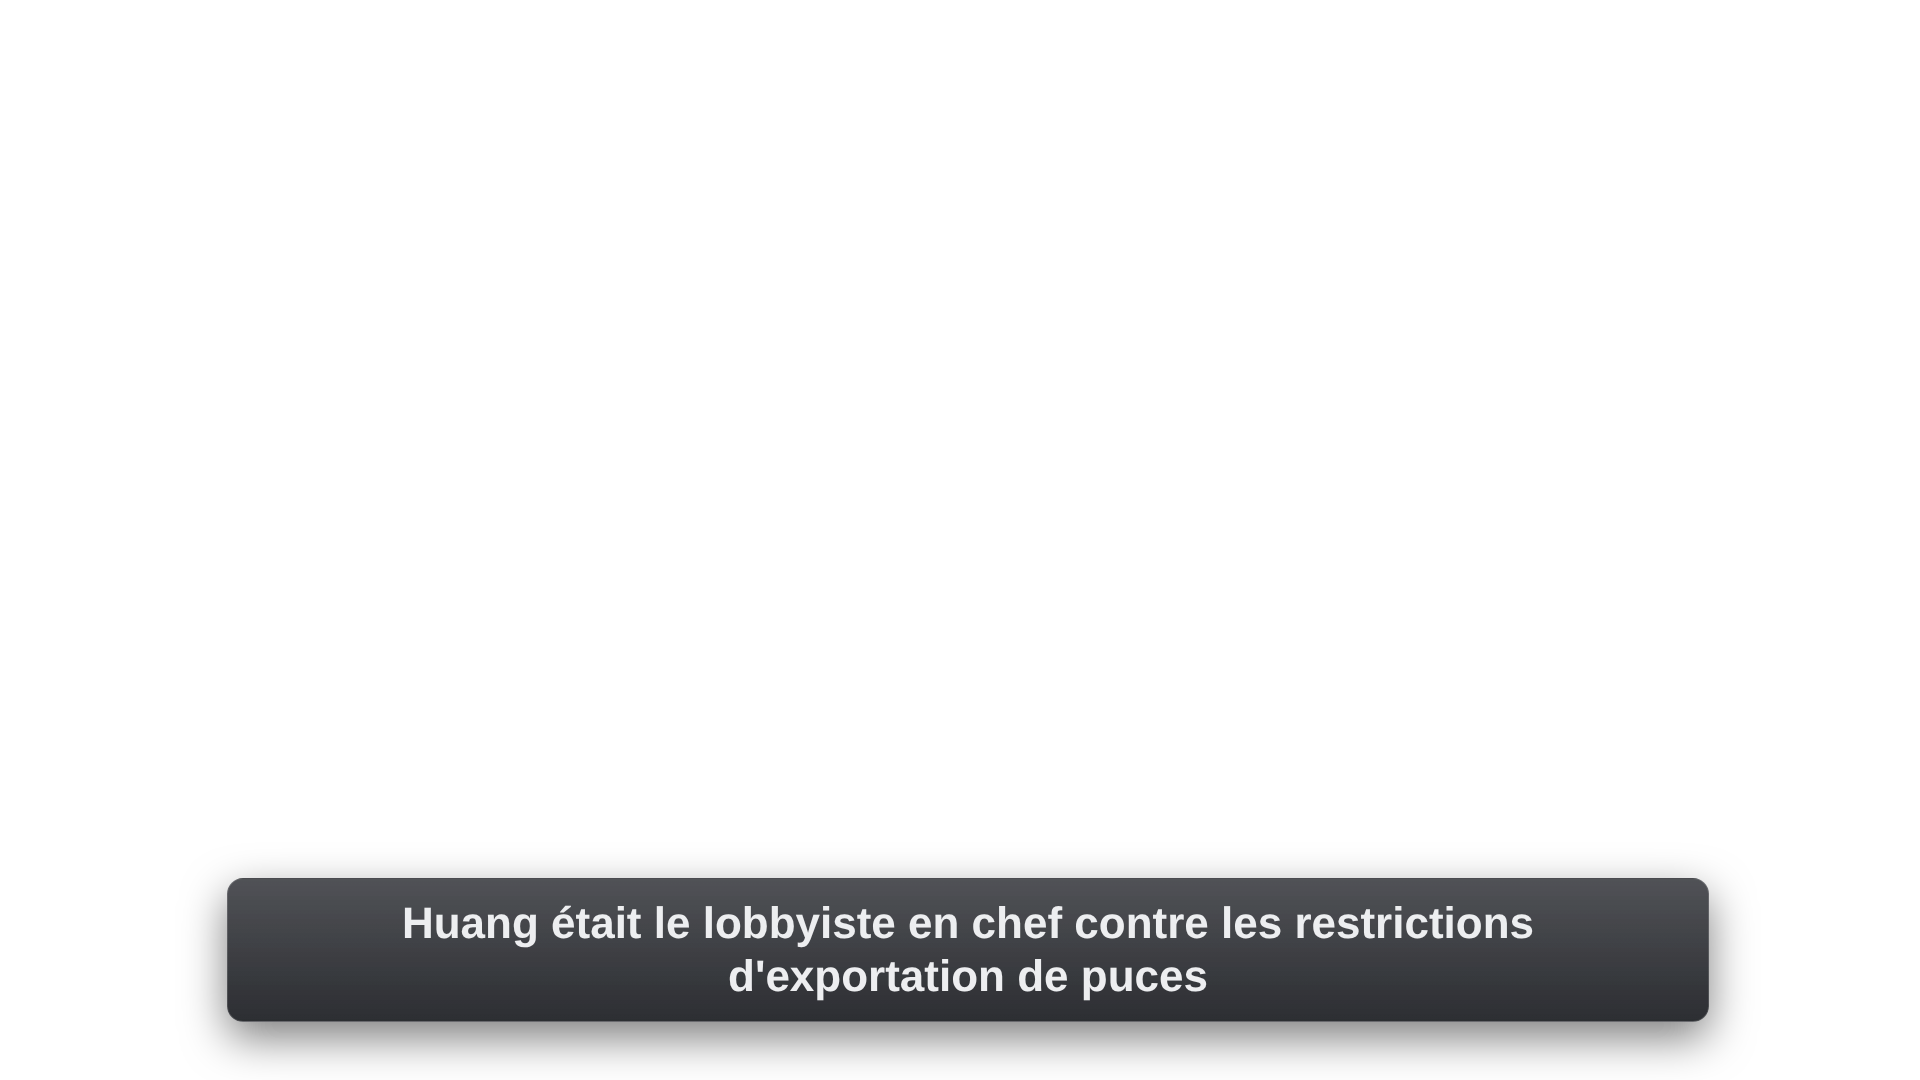 Huang était le lobbyiste en chef contre les restrictions
d'exportation de puces